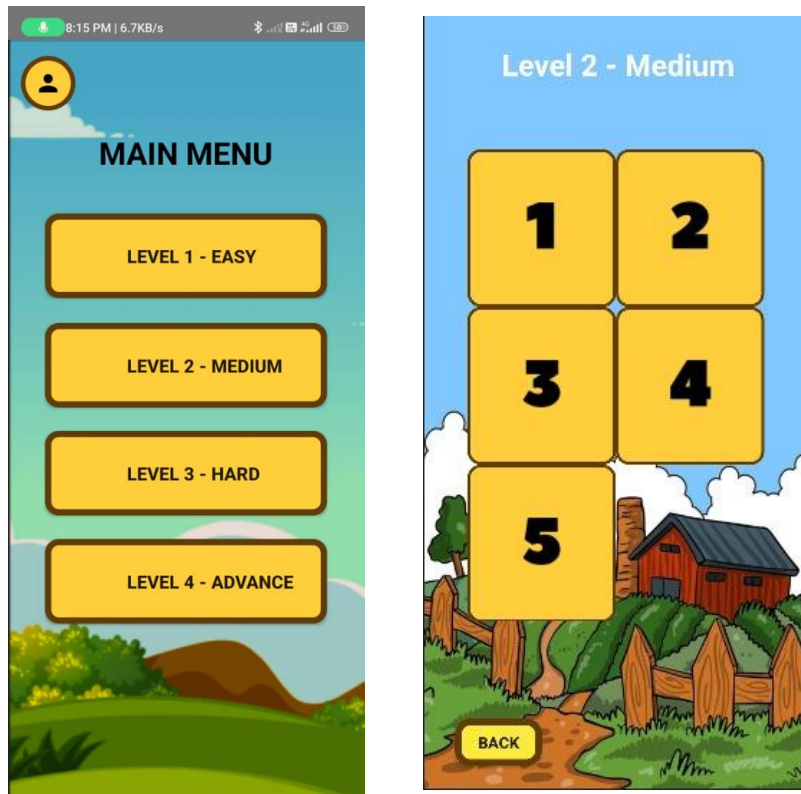 8:15 PM | 6.7KB/s
MAIN MENU
LEVEL 1 - EASY
LEVEL 2 - MEDIUM
LEVEL 3 - HARD
LEVEL 4 - ADVANCE
Level 2 - Medium
1 2
3 4
5
BACK